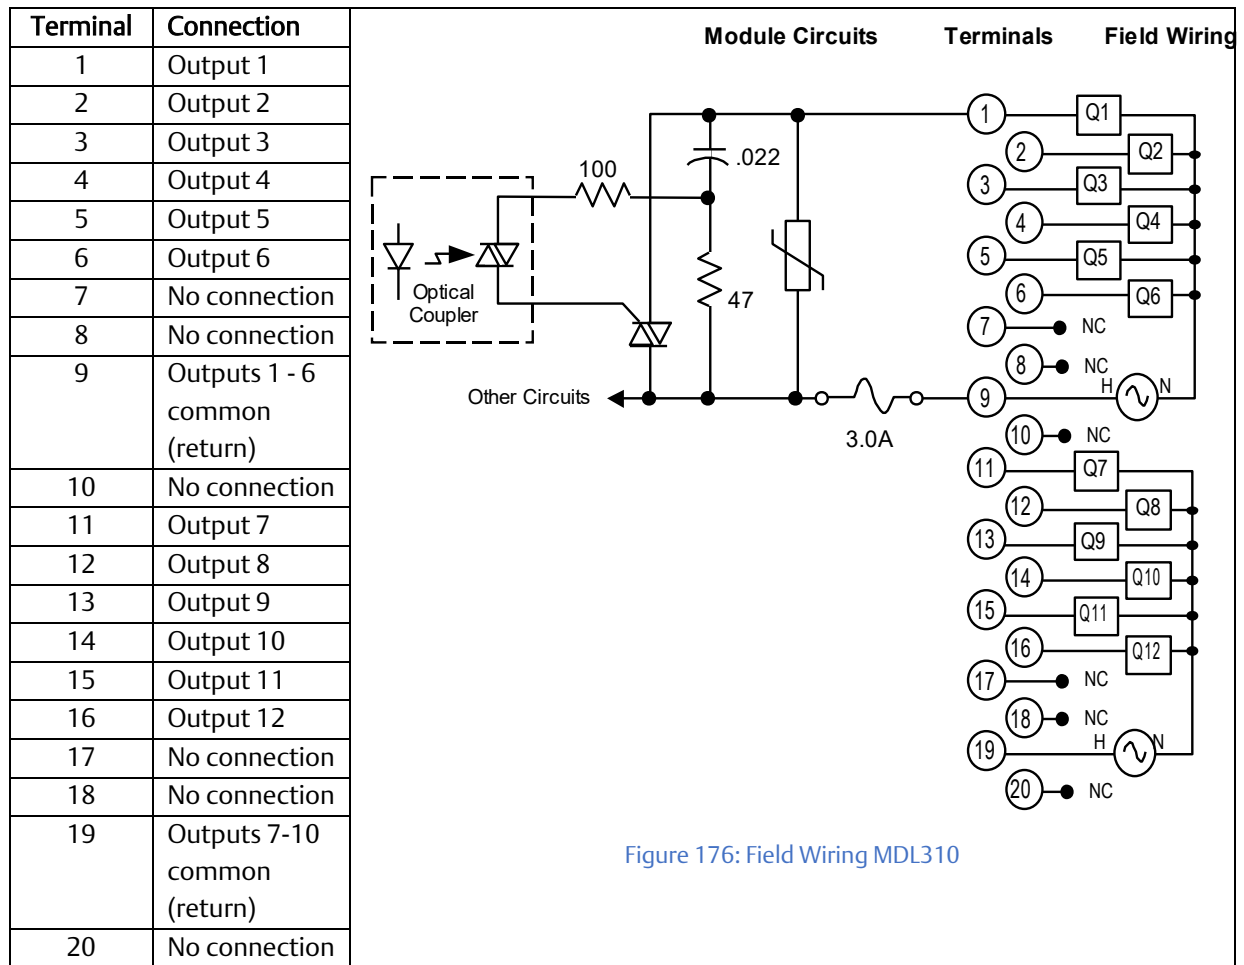 Terminal Connection
1 Output 1
2 Output 2
3 Output 3
4 Output 4
5 Output 5
6 Output 6
7 No connection
8 No connection
9 Outputs 1 - 6
common
(return)
10 No connection
11 Output 7
12 Output 8
13 Output 9
14 Output 10
15 Output 11
16 Output 12
17 No connection
18 No connection
19 Outputs 7-10
common
(return)
20 No connection
Module Circuits Terminals Field Wiring
1 Q1
2 Q2
.022
100
3 Q3
4 Q4
5 Q5
Optical
Coupler
47
6 Q6
7 NC
8 NC
Other Circuits
3.0A
9 H N
10 NC
11 Q7
12 Q8
13 Q9
14 Q10
15 Q11
16 Q12
17 NC
18 NC
19 H N
20 NC
Figure 176: Field Wiring MDL310